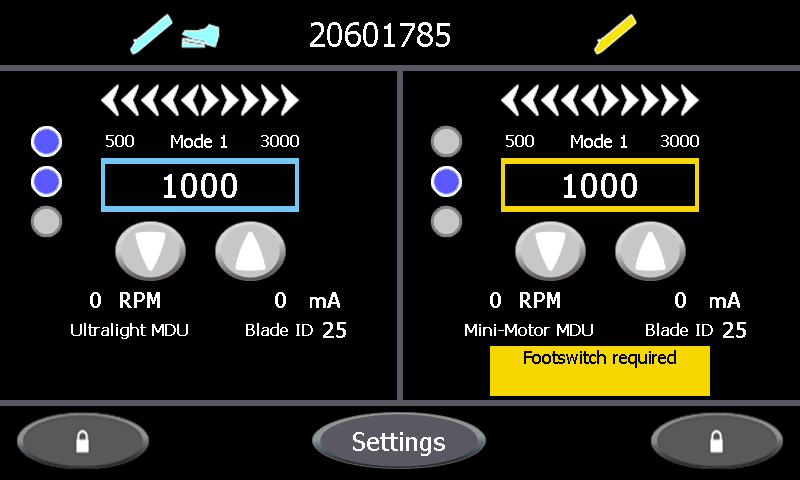 20601785
500 Mode 1 3000
1000
0 RPM 0 mA
Ultralight MDU Blade ID 25
500 Mode 1 3000
1000
0 RPM 0 mA
Mini-Motor MDU Blade ID 25
Footswitch required
Settings